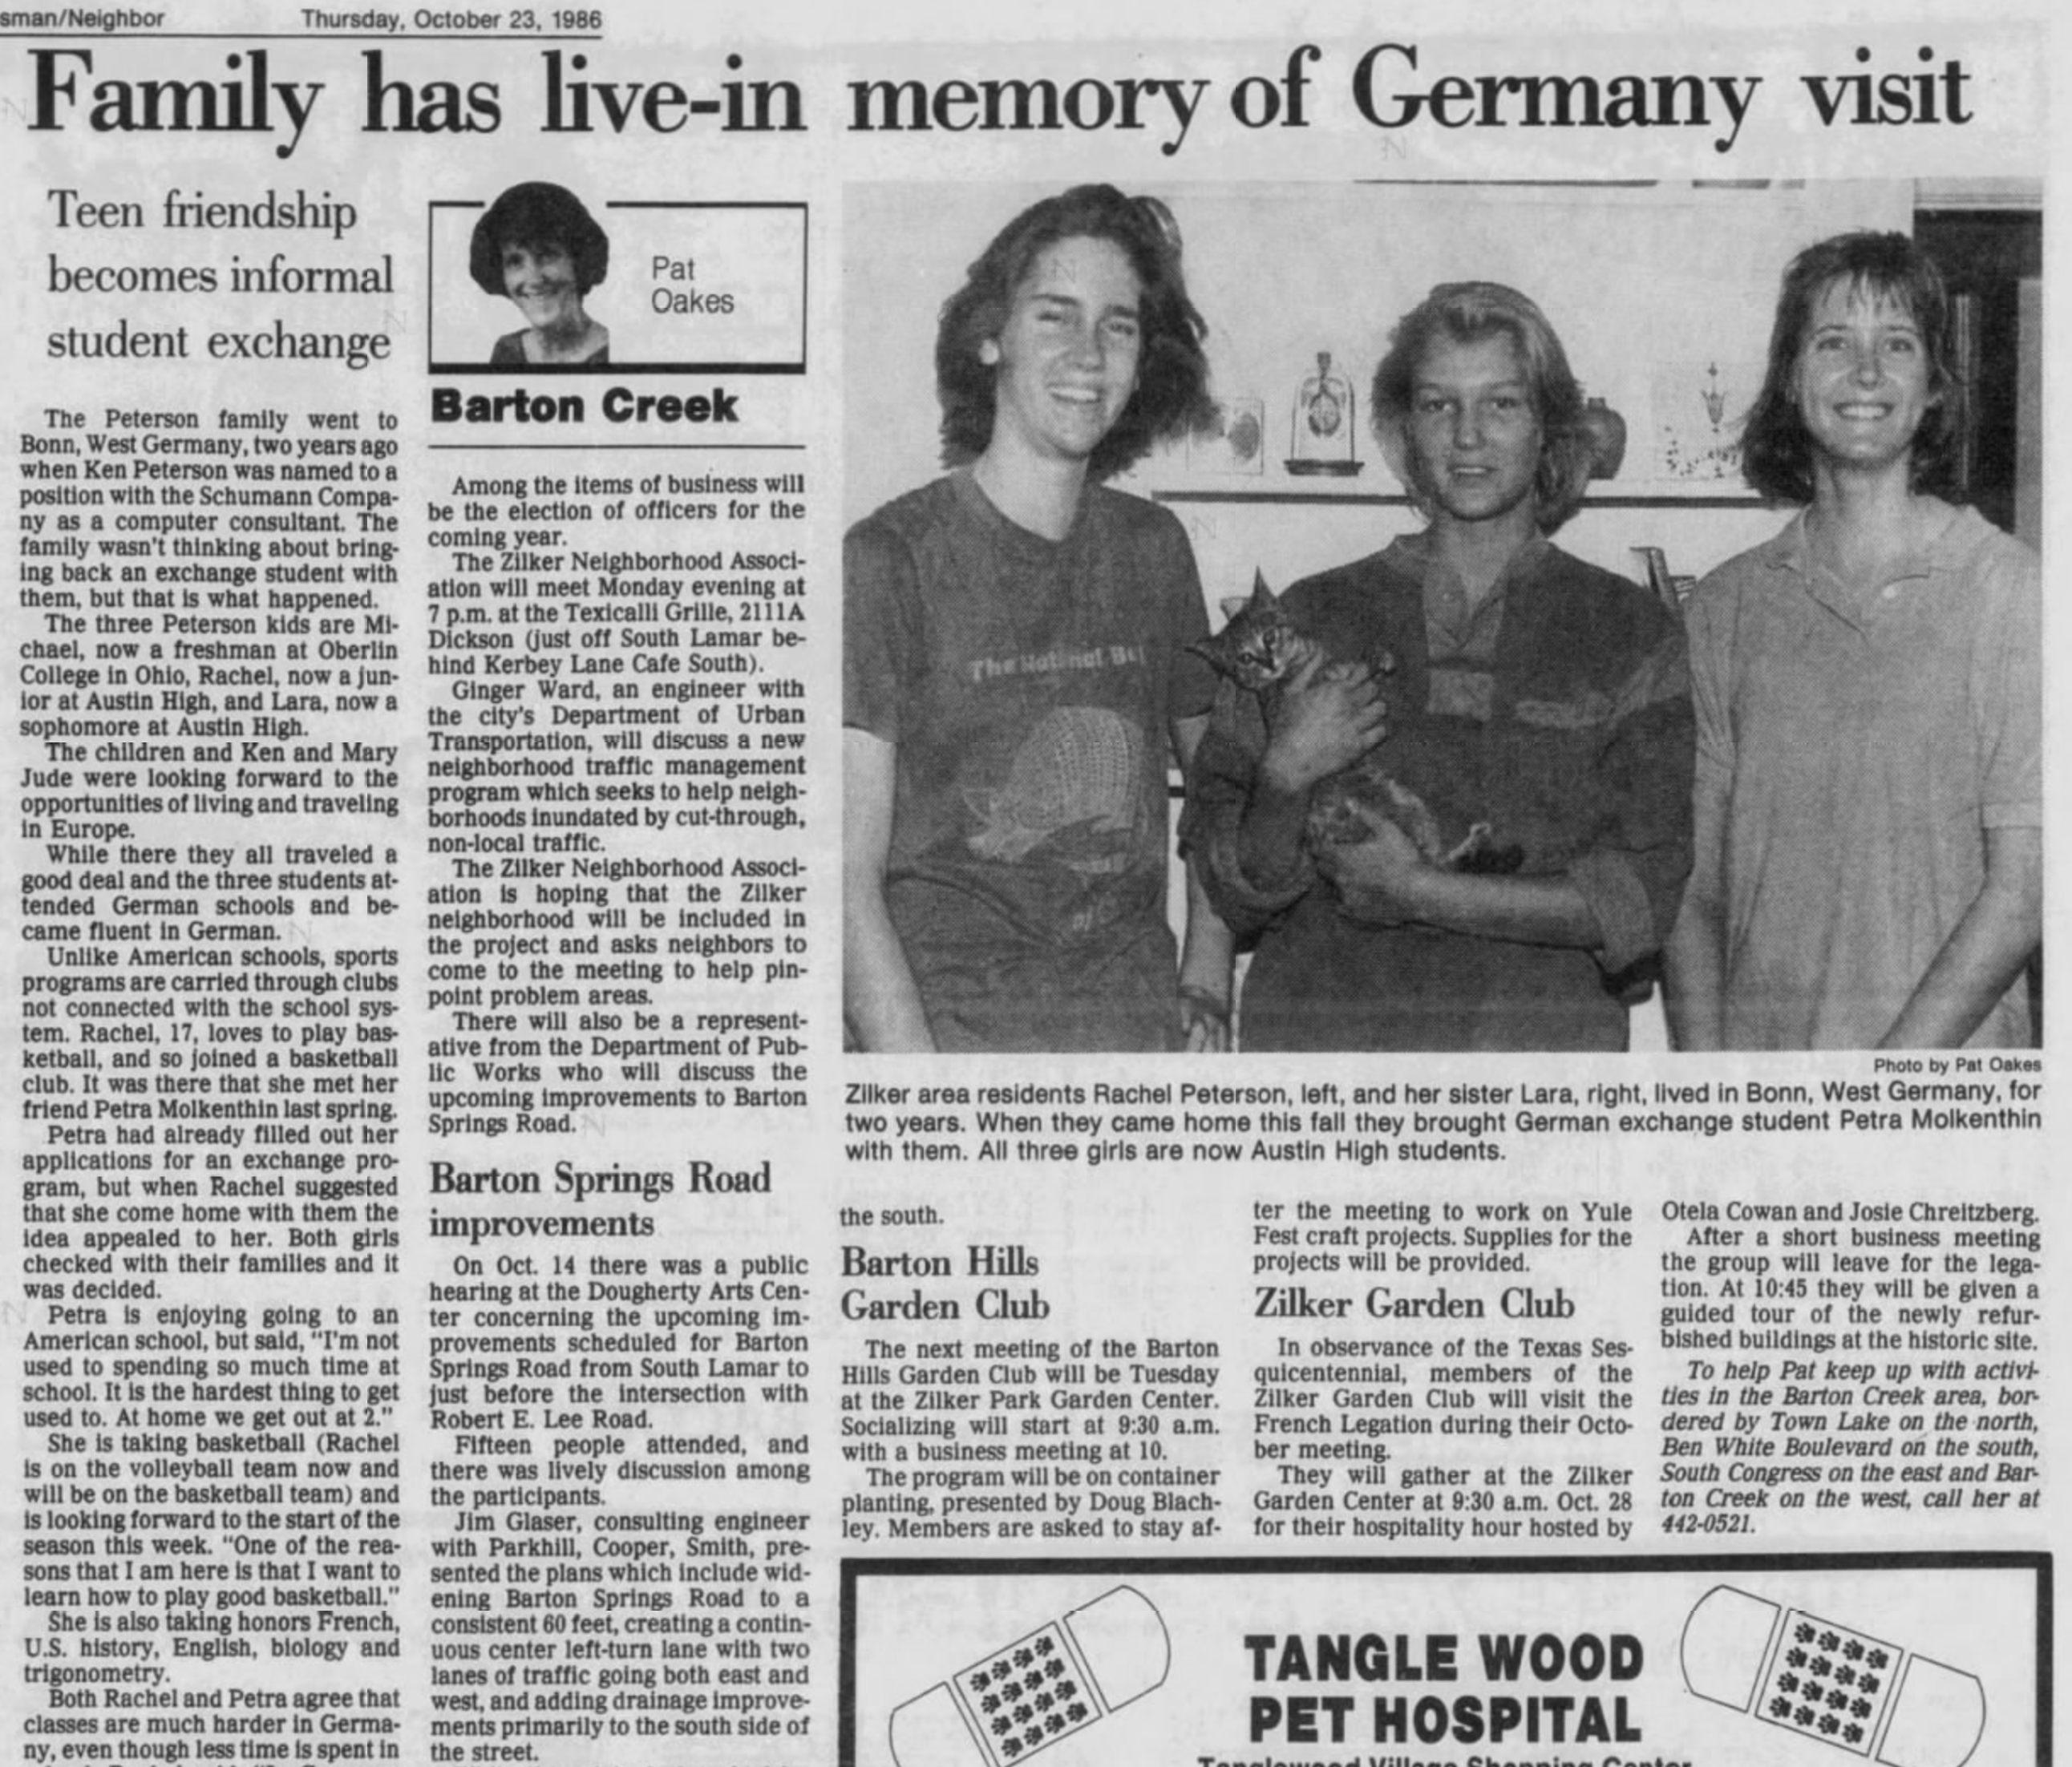 sman/Neighbor Thursday, October 23, 1986
Family has live-in memory of Germany visit
Teen friendship
becomes informal
student exchange
The Peterson family went to
Bonn, West Germany, two years ago
when Ken Peterson was named to a
position with the Schumann Compa-
ny as a computer consultant. The
family wasn't thinking about bring-
ing back an exchange student with
them, but that is what happened.
The three Peterson kids are Mi-
chael, now a freshman at Oberlin
College in Ohio, Rachel, now a jun-
ior at Austin High, and Lara, now a
sophomore at Austin High.
The children and Ken and Mary
Jude were looking forward to the
opportunities of living and traveling
in Europe.
While there they all traveled a
good deal and the three students at-
tended German schools and be-
came fluent in German.
Unlike American schools, sports
programs are carried through clubs
not connected with the school sys-
tem. Rachel, 17, loves to play bas-
ketball, and so joined a basketball
club. It was there that she met her
friend Petra Molkenthin last spring.
Petra had already filled out her
applications for an exchange pro-
gram, but when Rachel suggested
that she come home with them the
idea appealed to her. Both girls
checked with their families and it
was decided.
Petra is enjoying going to an
American school, but said, "I'm not
used to spending so much time at
school. It is the hardest thing to get
used to. At home we get out at 2."
She is taking basketball (Rachel
is on the volleyball team now and
will be on the basketball team) and
is looking forward to the start of the
season this week. "One of the rea-
sons that I am here is that I want to
learn how to play good basketball."
She is also taking honors French,
U.S. history, English, biology and
trigonometry.
Both Rachel and Petra agree that
classes are much harder in Germa-
ny, even though less time is spent in
Pat
Oakes
Barton Creek
Among the items of business will
be the election of officers for the
coming year.
The Zilker Neighborhood Associ-
ation will meet Monday evening at
7 p.m. at the Texicalli Grille, 2111A
Dickson (just off South Lamar be-
hind Kerbey Lane Cafe South).
Ginger Ward, an engineer with
the city's Department of Urban
Transportation, will discuss a new
neighborhood traffic management
program which seeks to help neigh-
borhoods inundated by cut-through,
non-local traffic.
The Zilker Neighborhood Associ-
ation is hoping that the Zilker
neighborhood will be included in
the project and asks neighbors to
come to the meeting to help pin-
point problem areas.
There will also be a represent-
ative from the Department of Pub-
lic Works who will discuss the
upcoming improvements to Barton
Springs Road.
Barton Springs Road
improvements
On Oct. 14 there was a public
hearing at the Dougherty Arts Cen-
ter concerning the upcoming im-
provements scheduled for Barton
Springs Road from South Lamar to
just before the intersection with
Robert E. Lee Road.
Fifteen people attended, and
there was lively discussion among
the participants.
Jim Glaser, consulting engineer
with Parkhill, Cooper, Smith, pre-
sented the plans which include wid-
ening Barton Springs Road to a
consistent 60 feet, creating a contin-
uous center left-turn lane with two
lanes of traffic going both east and
west, and adding drainage improve-
ments primarily to the south side of
the street.
The
Photo by Pat Oakes
Zilker area residents Rachel Peterson, left, and her sister Lara, right, lived in Bonn, West Germany, for
two years. When they came home this fall they brought German exchange student Petra Molkenthin
with them. All three girls are now Austin High students.
the south.
Barton Hills
Garden Club
The next meeting of the Barton
Hills Garden Club will be Tuesday
at the Zilker Park Garden Center.
Socializing will start at 9:30 a.m.
with a business meeting at 10.
The program will be on container
planting, presented by Doug Blach-
ley. Members are asked to stay af-
ter the meeting to work on Yule
Fest craft projects. Supplies for the
projects will be provided.
Zilker Garden Club
In observance of the Texas Ses-
quicentennial, members of the
Zilker Garden Club will visit the
French Legation during their Octo-
ber meeting.
They will gather at the Zilker
Garden Center at 9:30 a.m. Oct. 28
for their hospitality hour hosted by
Otela Cowan and Josie Chreitzberg.
After a short business meeting
the group will leave for the lega-
tion. At 10:45 they will be given a
guided tour of the newly refur-
bished buildings at the historic site.
To help Pat keep up with activi-
ties in the Barton Creek area, bor-
dered by Town Lake on the north,
Ben White Boulevard on the south,
South Congress on the east and Bar-
ton Creek on the west, call her at
442-0521.
TANGLE WOOD
PET HOSPITAL
Tanglewood Village Shopping Center